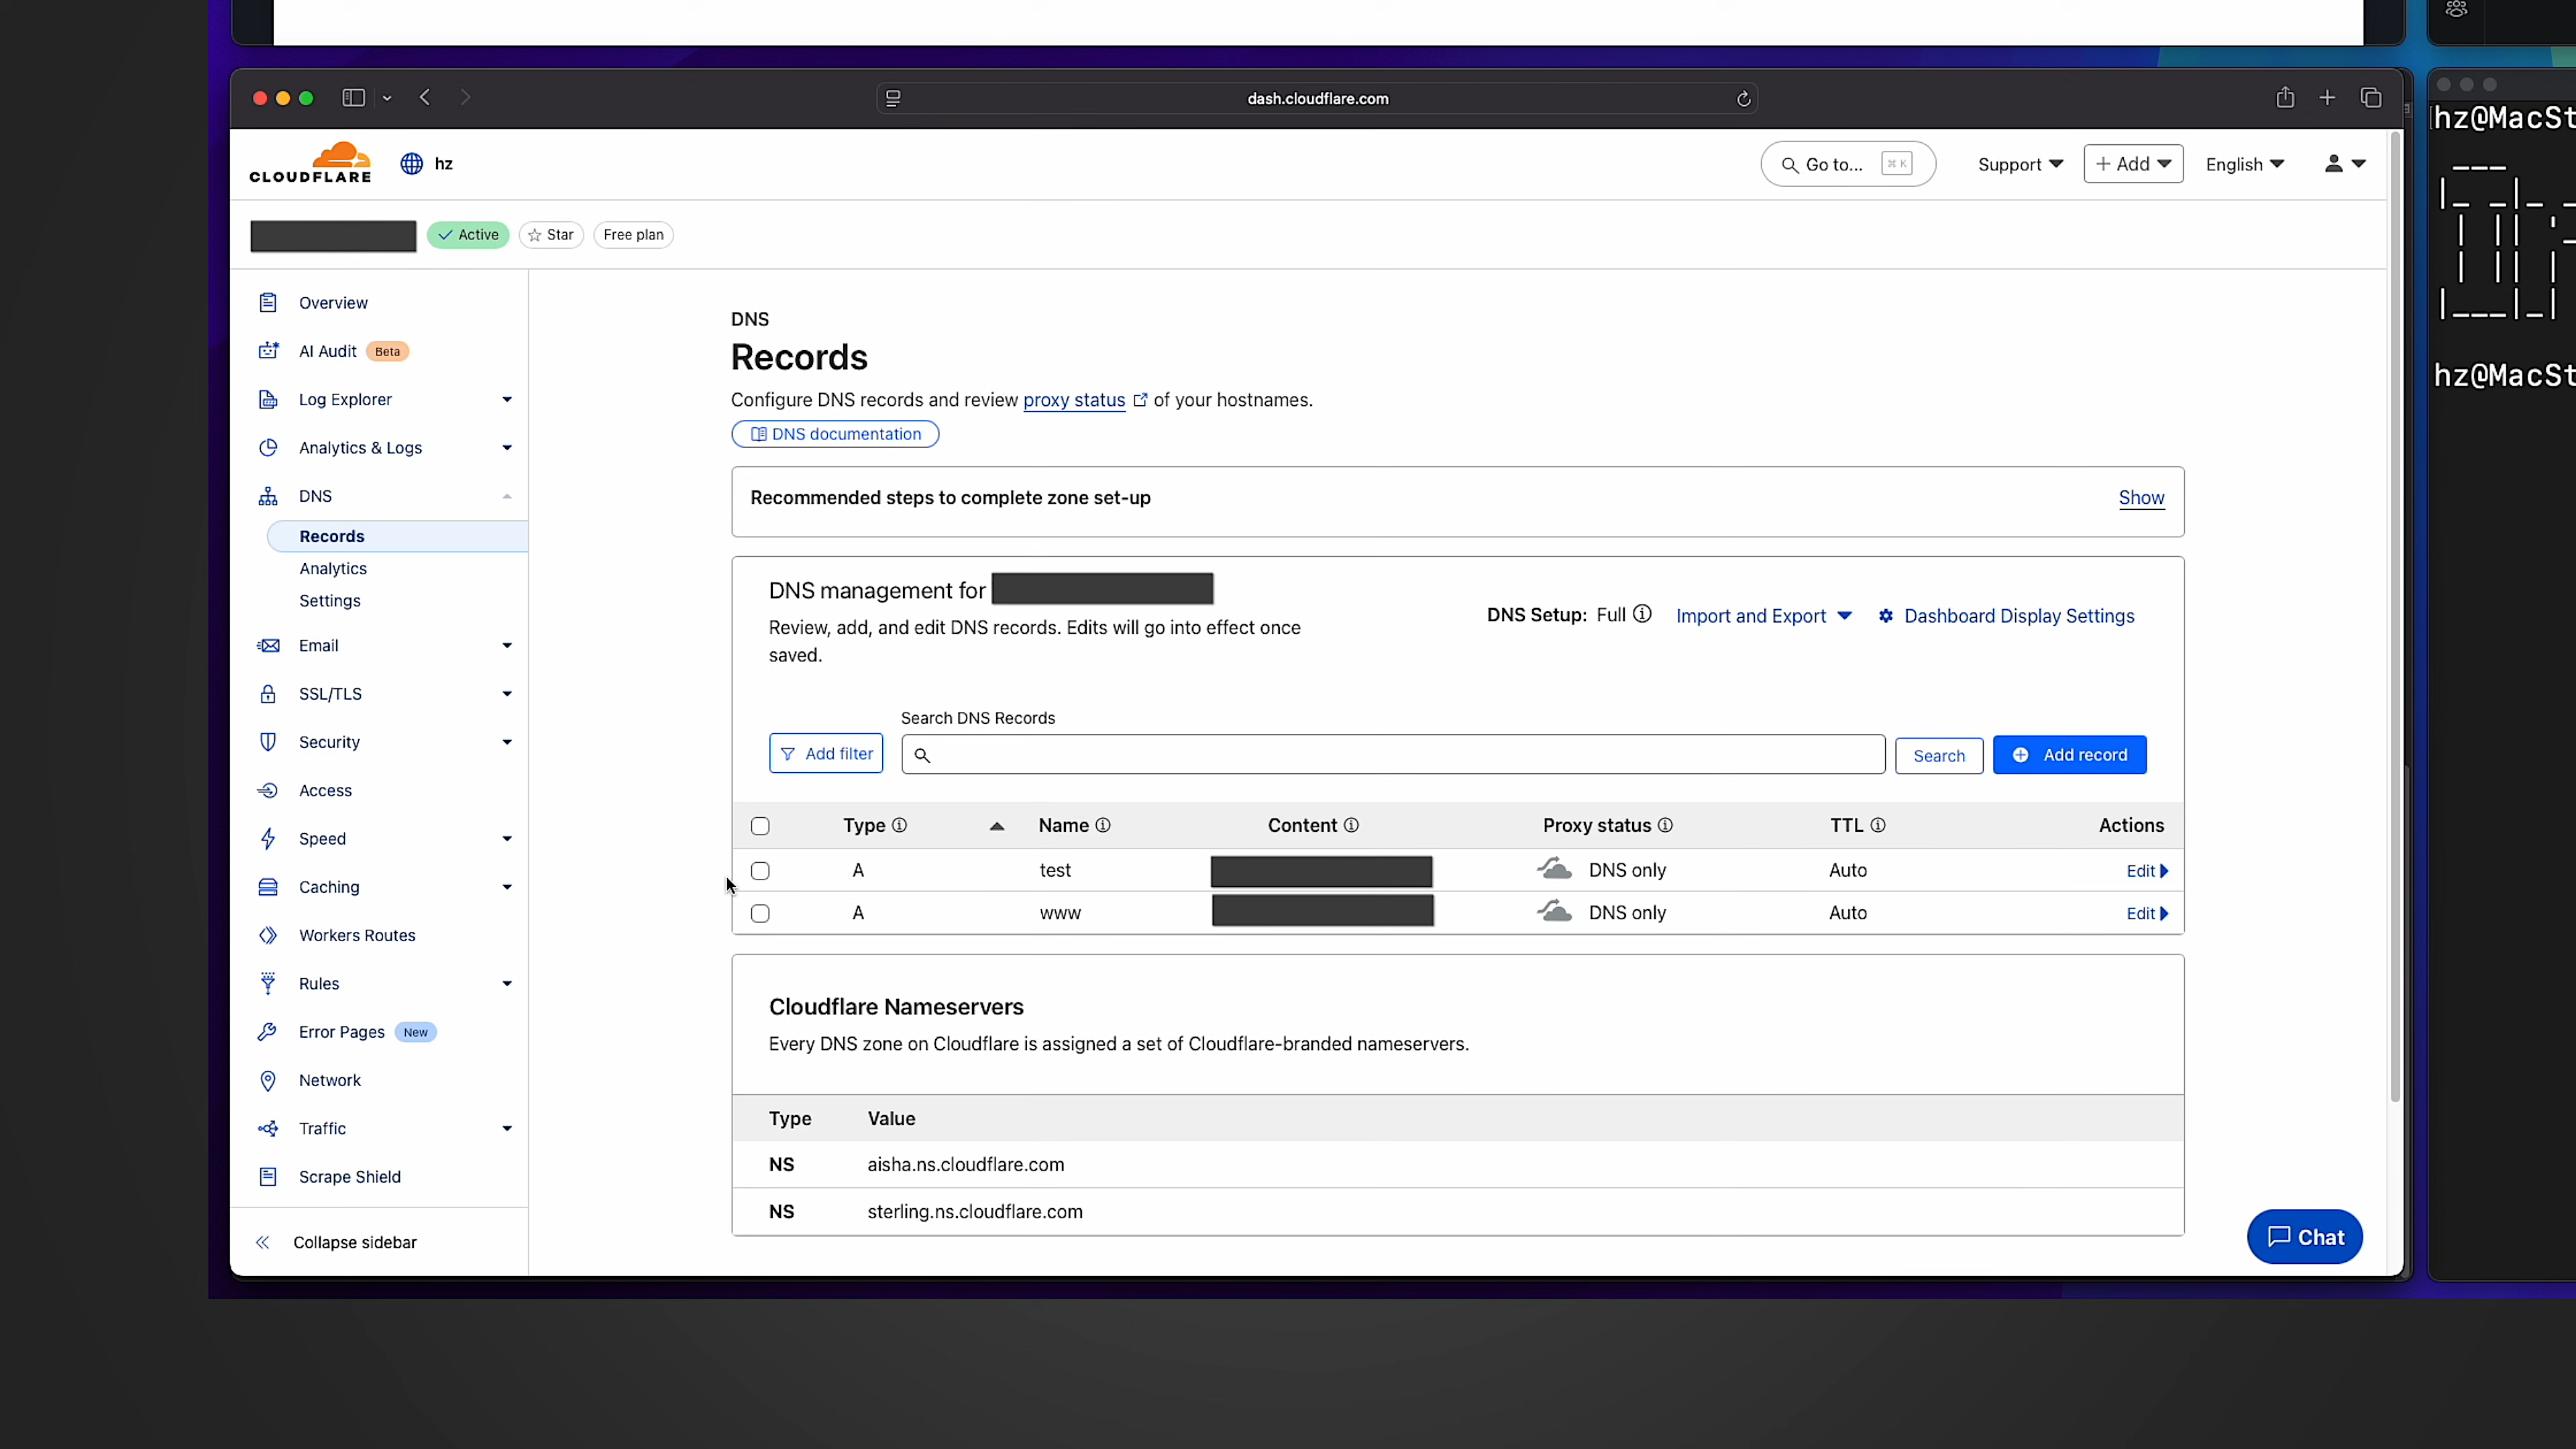 dash.cloudflare.com
hz@MacSt
CLOUDFLARE
hz
Go to...
⌘ K
Support
+ Add
English
Active
Star
Free plan
hz@MacSt
Overview
AI Audit Beta
Log Explorer
Analytics & Logs
DNS
Records
Analytics
Settings
Email
SSL/TLS
Security
Access
Speed
Caching
Workers Routes
Rules
Error Pages New
Network
Traffic
Scrape Shield
Collapse sidebar
DNS
Records
Configure DNS records and review proxy status of your hostnames.
DNS documentation
Recommended steps to complete zone set-up
Show
DNS management for
Review, add, and edit DNS records. Edits will go into effect once
saved.
DNS Setup: Full
Import and Export
Dashboard Display Settings
Search DNS Records
Add filter
Search
Add record
Type Name Content Proxy status TTL Actions
A test DNS only Auto Edit
A www DNS only Auto Edit
Cloudflare Nameservers
Every DNS zone on Cloudflare is assigned a set of Cloudflare-branded nameservers.
Type Value
NS aisha.ns.cloudflare.com
NS sterling.ns.cloudflare.com
Chat